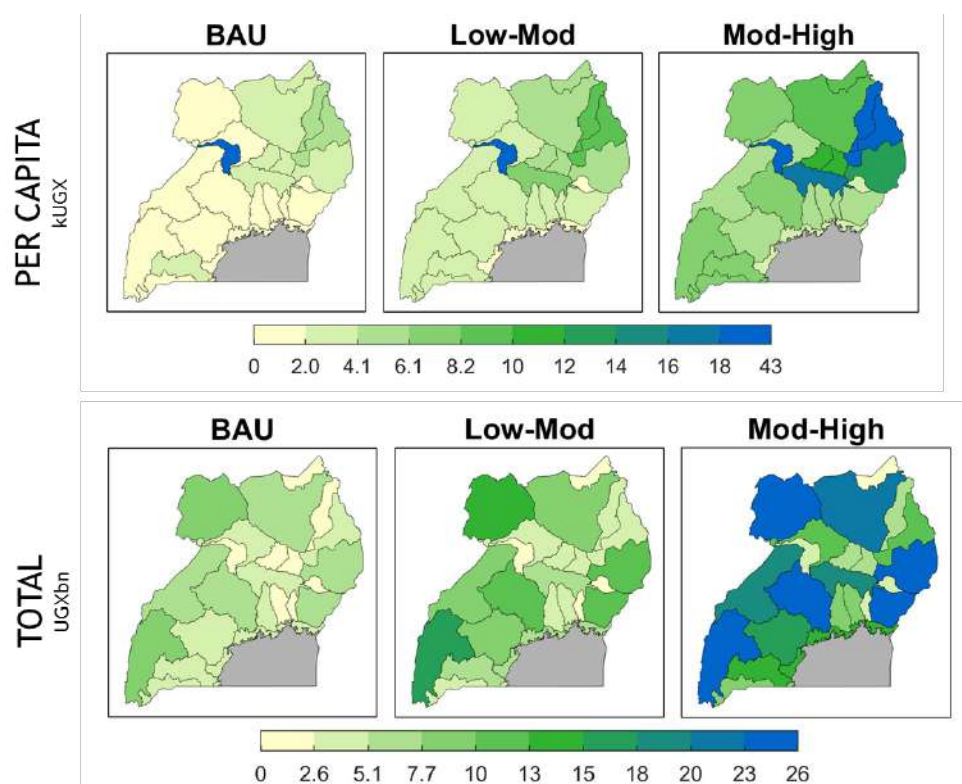 BAU Low-Mod Mod-High
PER CAPITA
kUGX
0 2.0 4.1 6.1 8.2 10 12 14 16 18 43
BAU Low-Mod Mod-High
TOTAL
UGXbn
0 2.6 5.1 7.7 10 13 15 18 20 23 26